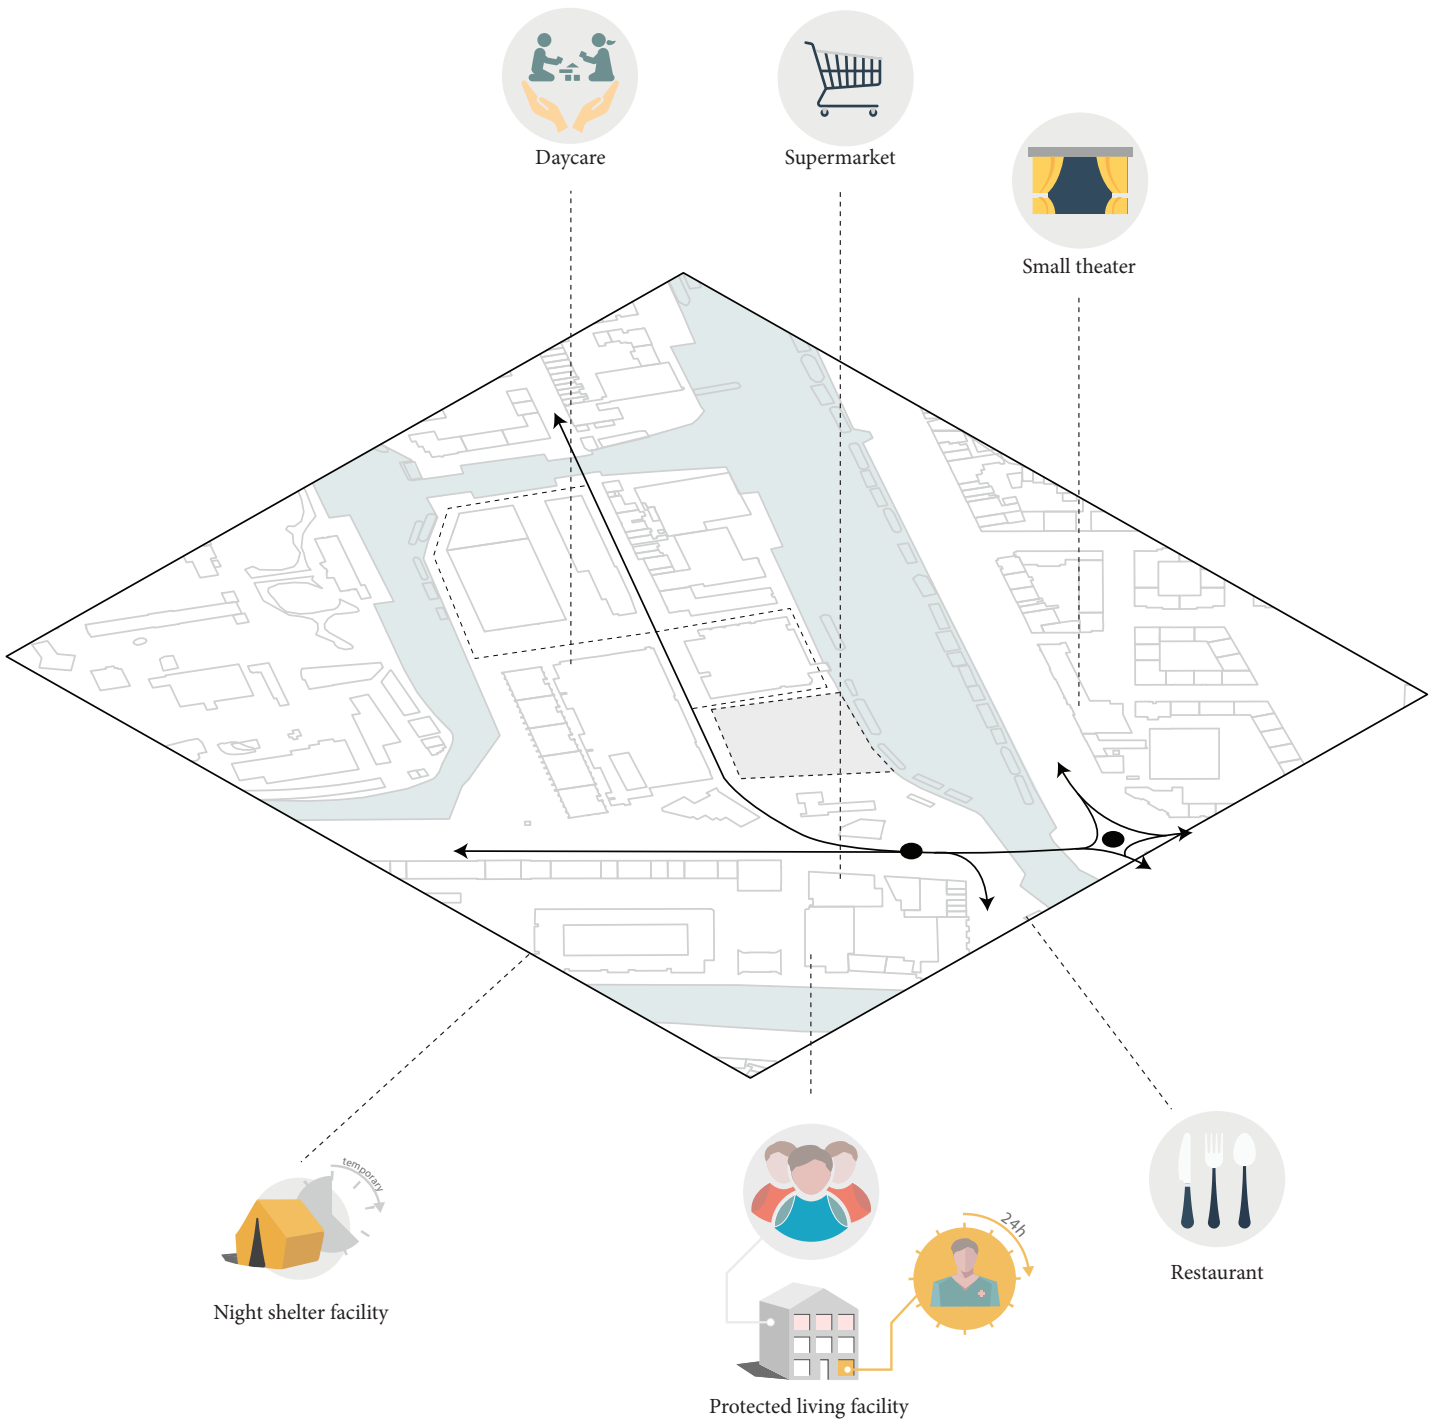 Daycare
Supermarket
Small theater
temporary
24h
Restaurant
Night shelter facility
Protected living facility